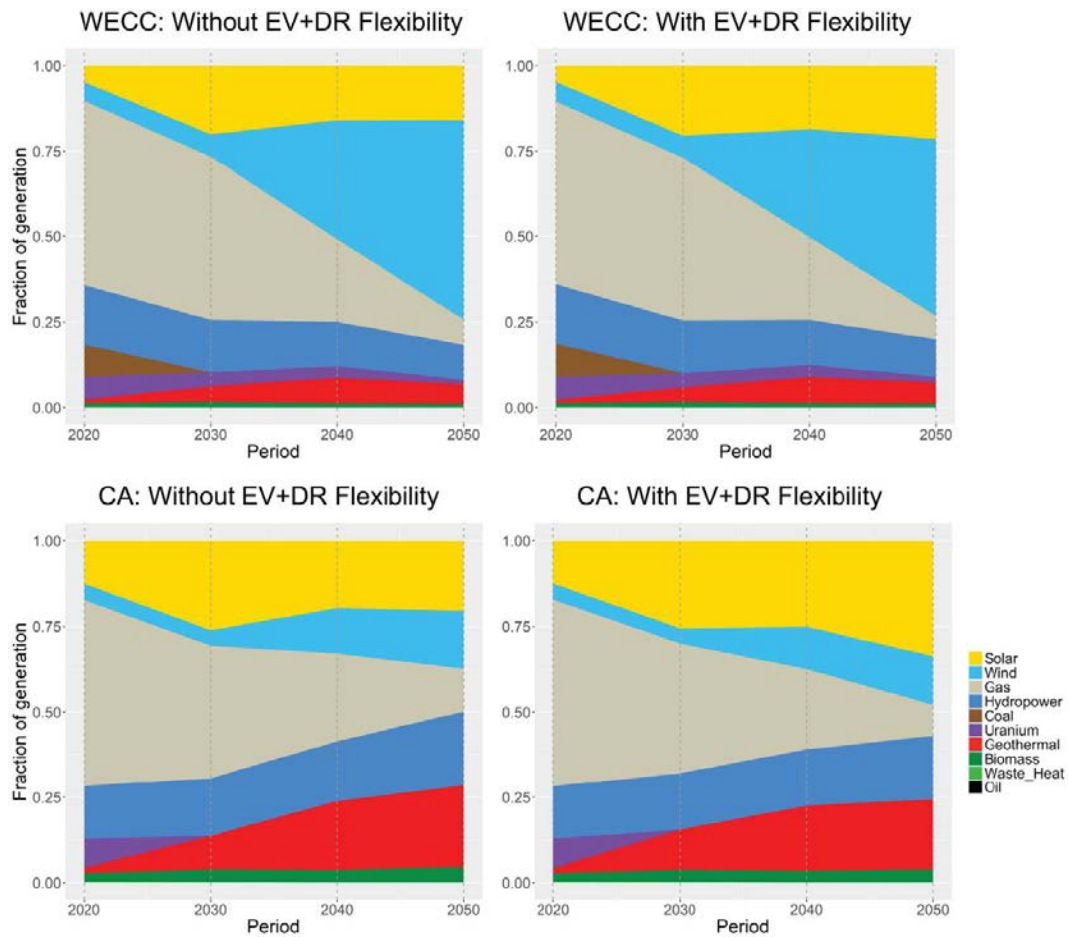 WECC: Without EV+DR Flexibility
WECC: With EV+DR Flexibility
Fraction of generation
1.00
0.75
0.50
0.25
0.00
2020 2030 2040 2050
Period
1.00
0.75
0.50
0.25
0.00
2020 2030 2040 2050
Period
CA: Without EV+DR Flexibility
CA: With EV+DR Flexibility
Fraction of generation
1.00
0.75
0.50
0.25
0.00
2020 2030 2040 2050
Period
1.00
0.75
0.50
0.25
0.00
2020 2030 2040 2050
Period
Solar
Wind
Gas
Hydropower
Coal
Uranium
Geothermal
Biomass
Waste_Heat
Oil